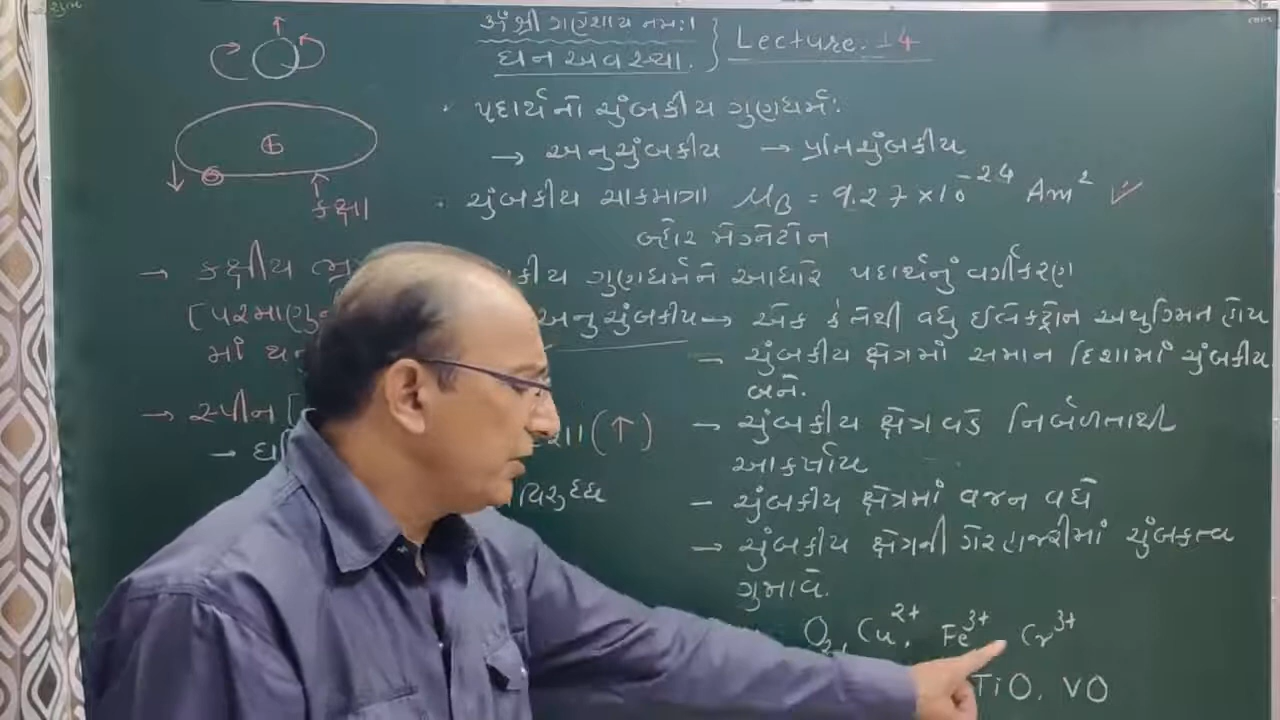 ૐ શ્રી ગણેશાય નમઃ।
ઘન અવસ્થા. } Lecture. 14
પદાર્થના ચુંબકીય ગુણધર્મ:
→ અનુચુંબકીય → પ્રતિચુંબકીય
ચુંબકીય ચાકમાત્રા μB = 9.27 × 10⁻²⁴ Am² ✓
બ્હોર મેગ્નેટોન
કક્ષા
→ કક્ષીય
ગુણધર્મને આધારે પદાર્થનું વર્ગીકરણ
[પરમાણુ
અનુચુંબકીય → એક કે તેથી વધુ ઈલેક્ટ્રોન અયુગ્મિત હોય
માં
– ચુંબકીય ક્ષેત્રમાં સમાન દિશામાં ચુંબકીય
બને.
→ સ્પીન [
(↑)
→ ચુંબકીય ક્ષેત્ર વડે નિર્બળતાથી
આકર્ષાય
વિરુદ્ધ
– ચુંબકીય ક્ષેત્રમાં વજન વધે
→ ચુંબકીય ક્ષેત્રની ગેરહાજરીમાં ચુંબકત્વ
ગુમાવે.
O₂, Cu²⁺, Fe³⁺, Cr³⁺
TiO, VO